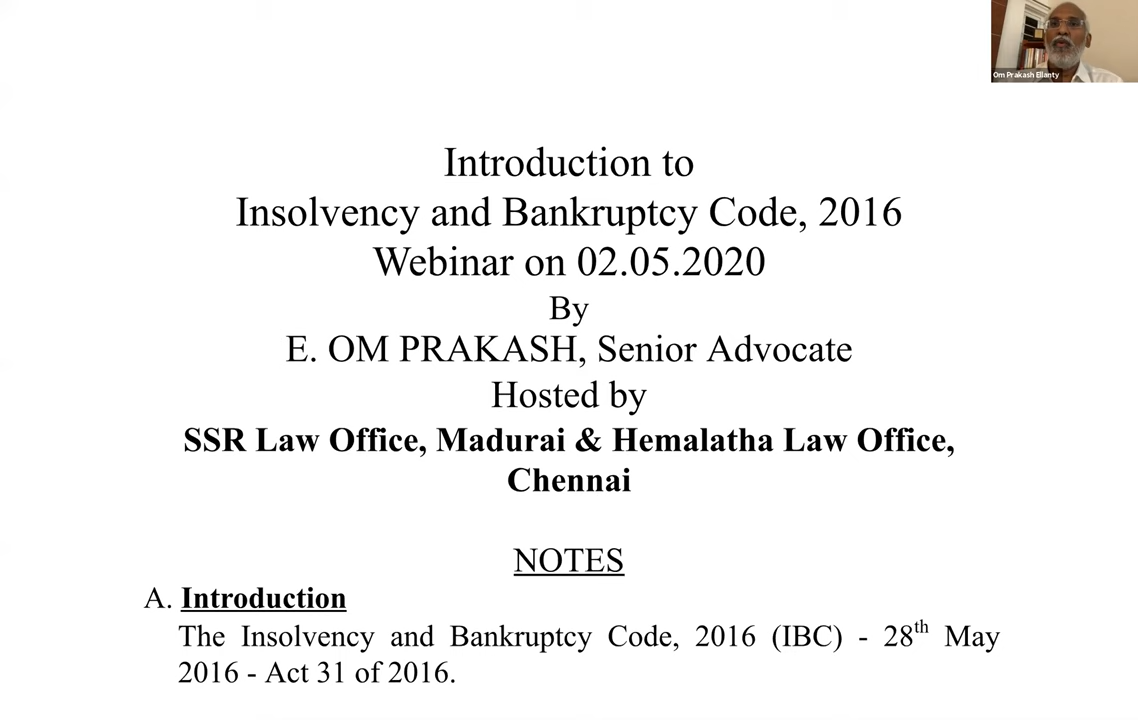 Om Prakash Ellanty
Introduction to
Insolvency and Bankruptcy Code, 2016
Webinar on 02.05.2020
By
E. OM PRAKASH, Senior Advocate
Hosted by
SSR Law Office, Madurai & Hemalatha Law Office,
Chennai
NOTES
A. Introduction
The Insolvency and Bankruptcy Code, 2016 (IBC) - 28th May
2016 - Act 31 of 2016.